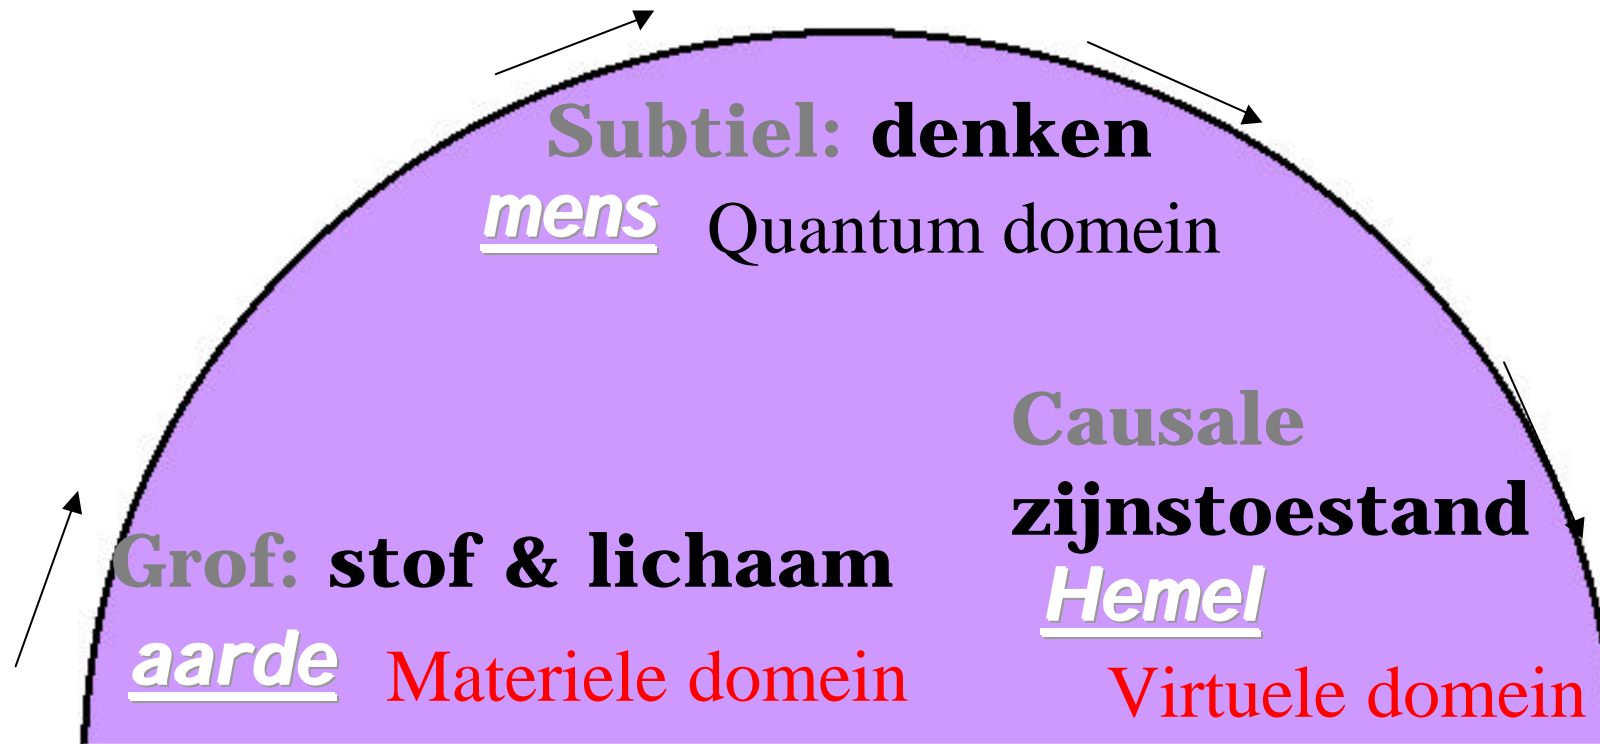 Subtiel: denken
mens Quantum domein
Causale
zijnstoestand
Hemel
Virtuele domein
Grof: stof & lichaam
aarde Materiele domein